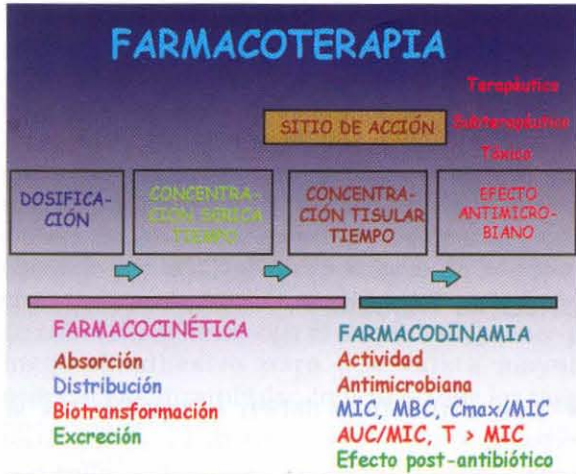 FARMACOTERAPIA
Terapéutico
SITIO DE ACCIÓN
Subterapéutico
Tóxico
DOSIFICA-
CIÓN
CONCENTRA-
CIÓN SÉRICA
TIEMPO
CONCENTRA-
CIÓN TISULAR
TIEMPO
EFECTO
ANTIMICRO-
BIANO
FARMACOCINÉTICA
Absorción
Distribución
Biotransformación
Excreción
FARMACODINAMIA
Actividad
Antimicrobiana
MIC, MBC, Cmax/MIC
AUC/MIC, T > MIC
Efecto post-antibiótico